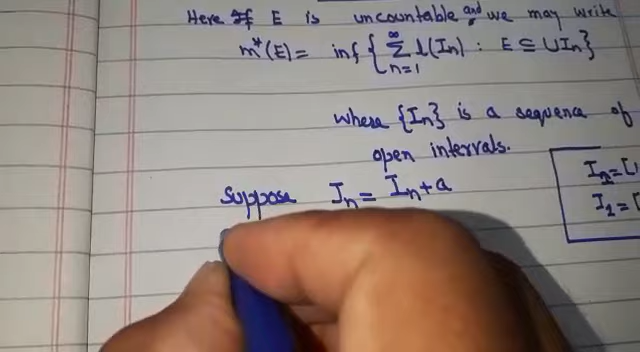 Here If E is uncountable and we may write
m*(E) = inf { ∑_{n=1}^{∞} l(In) : E ⊆ ∪In }
where {In} is a sequence of
open intervals.
Suppose Jn = In + a
I1 = [